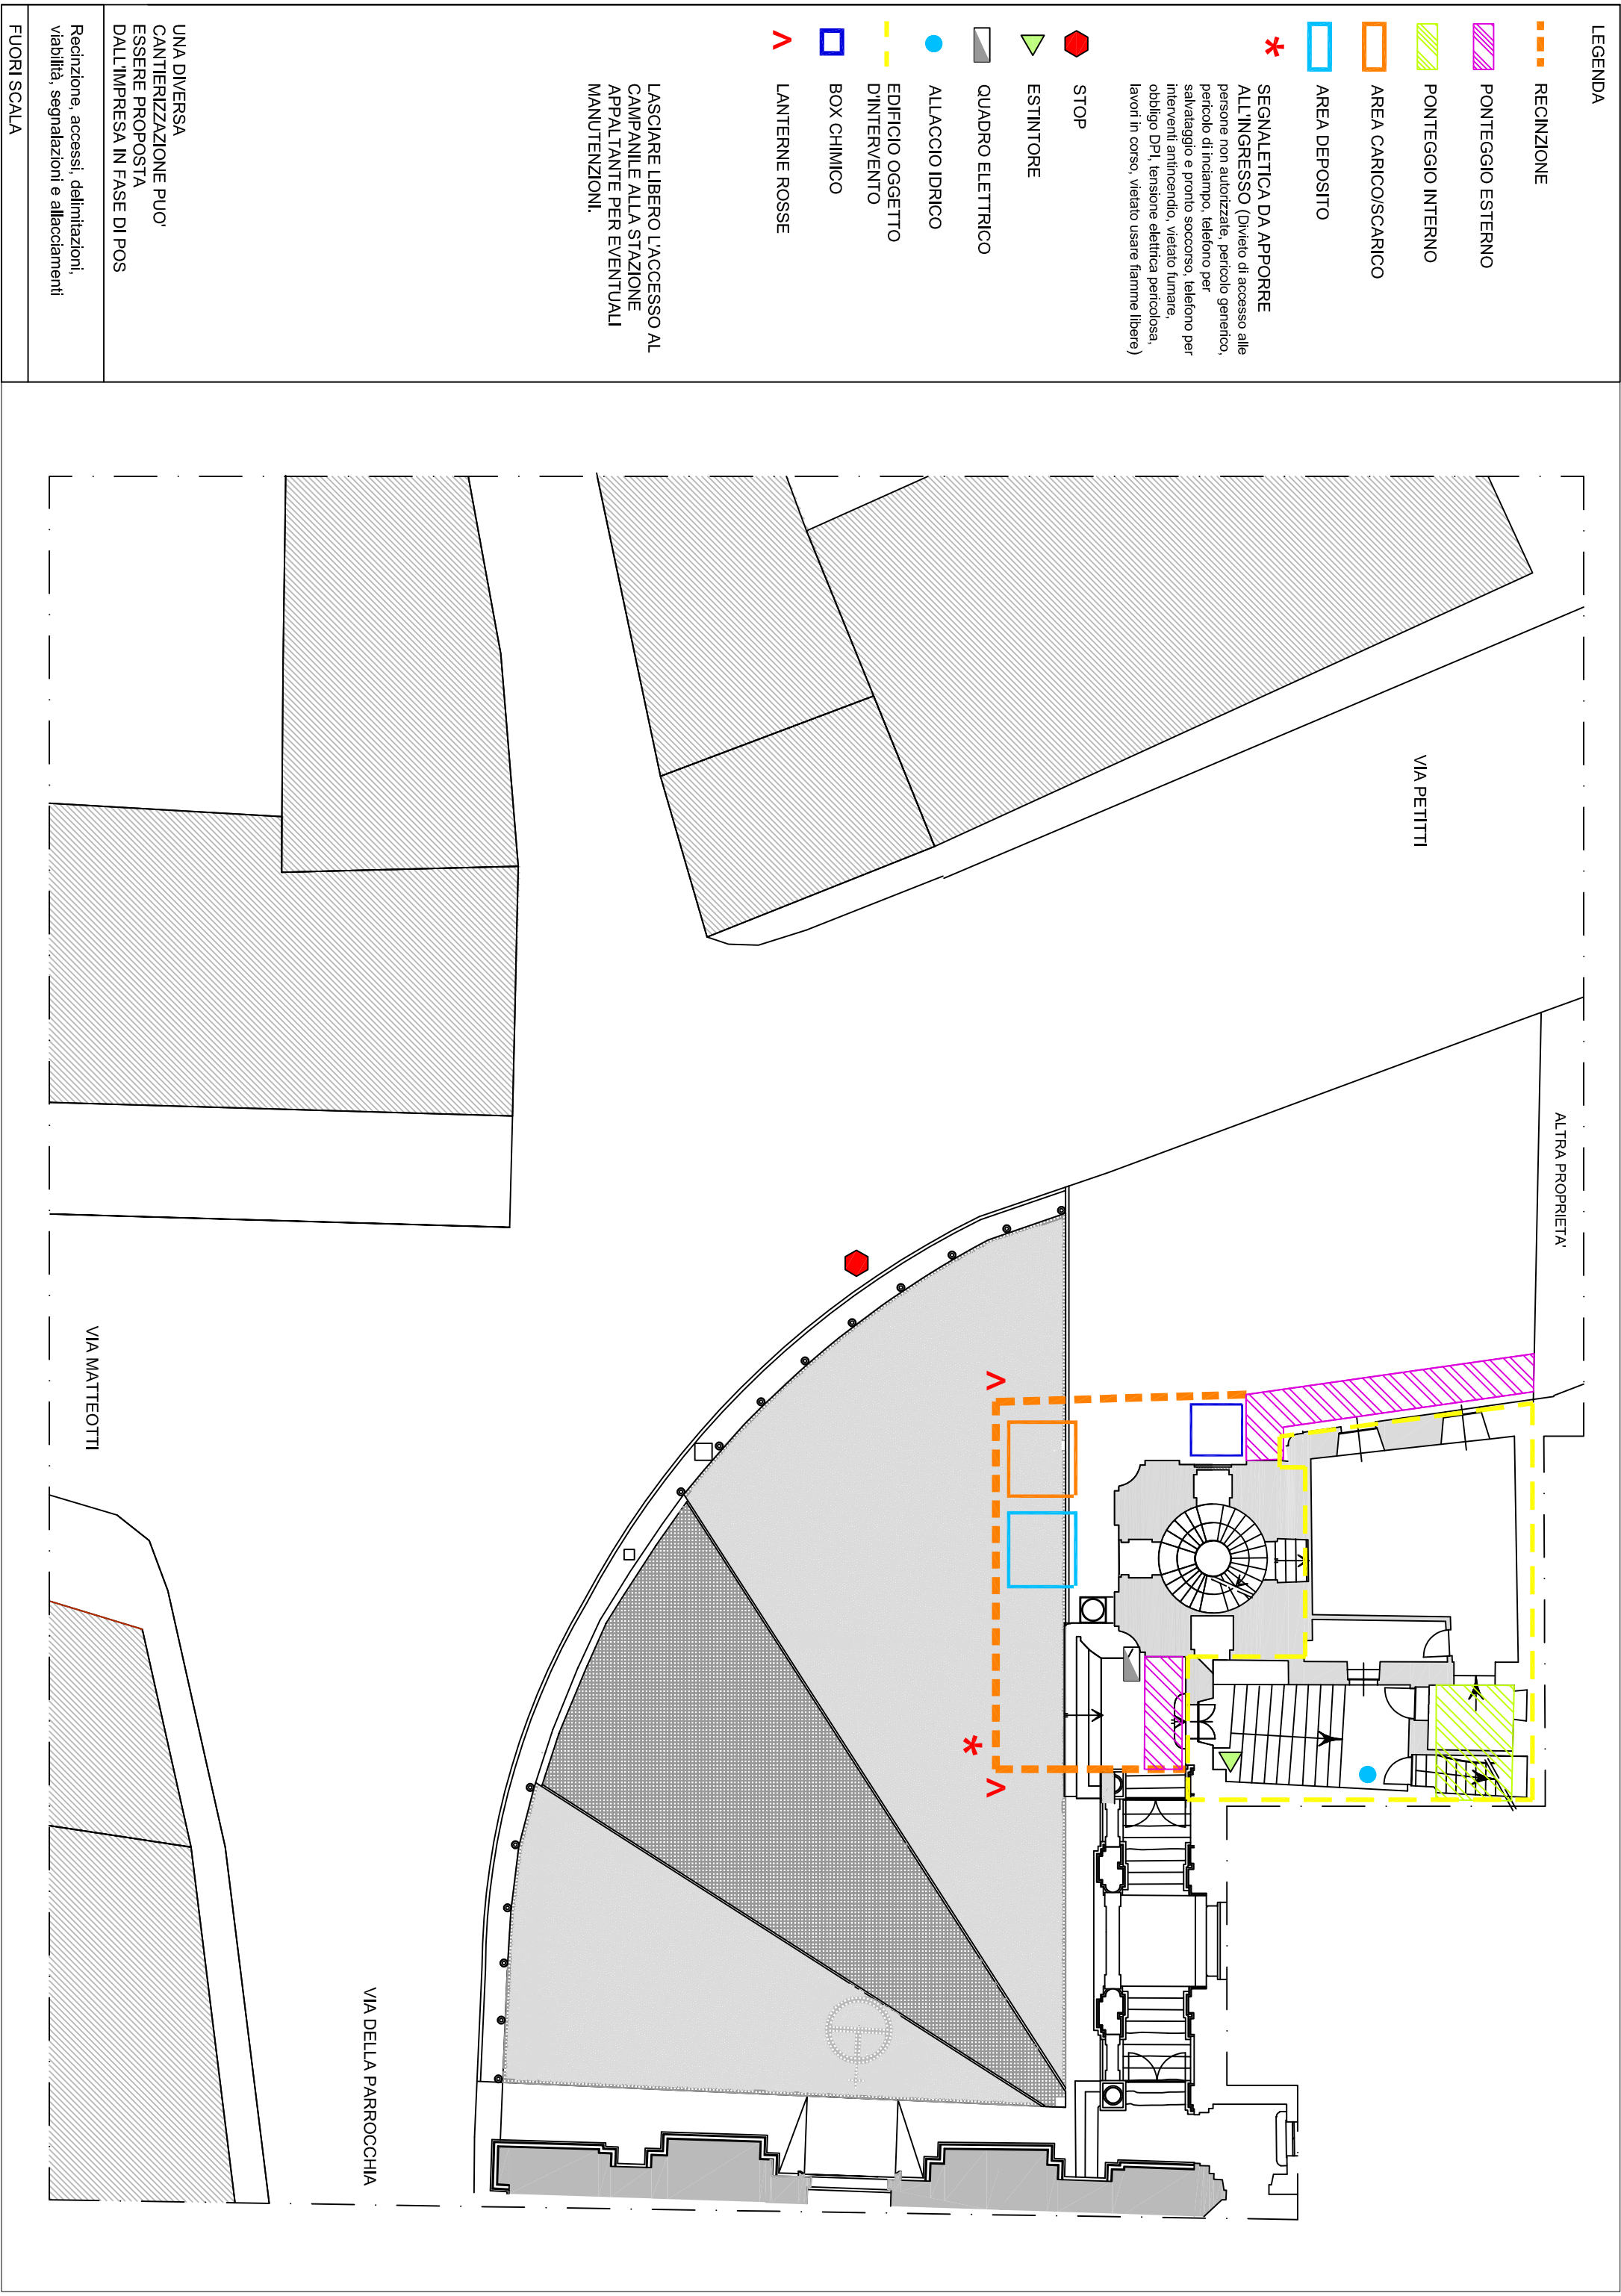 LEGENDA
RECINZIONE
PONTEGGIO ESTERNO
PONTEGGIO INTERNO
AREA CARICO/SCARICO
AREA DEPOSITO
* SEGNALETICA DA APPORRE
ALL'INGRESSO (Divieto di accesso alle
persone non autorizzate, pericolo generico,
pericolo di inciampo, telefono per
salvataggio e pronto soccorso, telefono per
interventi antincendio, vietato fumare,
obbligo DPI, tensione elettrica pericolosa,
lavori in corso, vietato usare fiamme libere)
STOP
ESTINTORE
QUADRO ELETTRICO
ALLACCIO IDRICO
EDIFICIO OGGETTO
D'INTERVENTO
BOX CHIMICO
V LANTERNE ROSSE
LASCIARE LIBERO L'ACCESSO AL
CAMPANILE ALLA STAZIONE
APPALTANTE PER EVENTUALI
MANUTENZIONI.
UNA DIVERSA
CANTIERIZZAZIONE PUO'
ESSERE PROPOSTA
DALL'IMPRESA IN FASE DI POS
Recinzione, accessi, delimitazioni,
viabilità, segnalazioni e allacciamenti
FUORI SCALA
VIA PETITTI
ALTRA PROPRIETA'
V
*
V
VIA MATTEOTTI
VIA DELLA PARROCCHIA